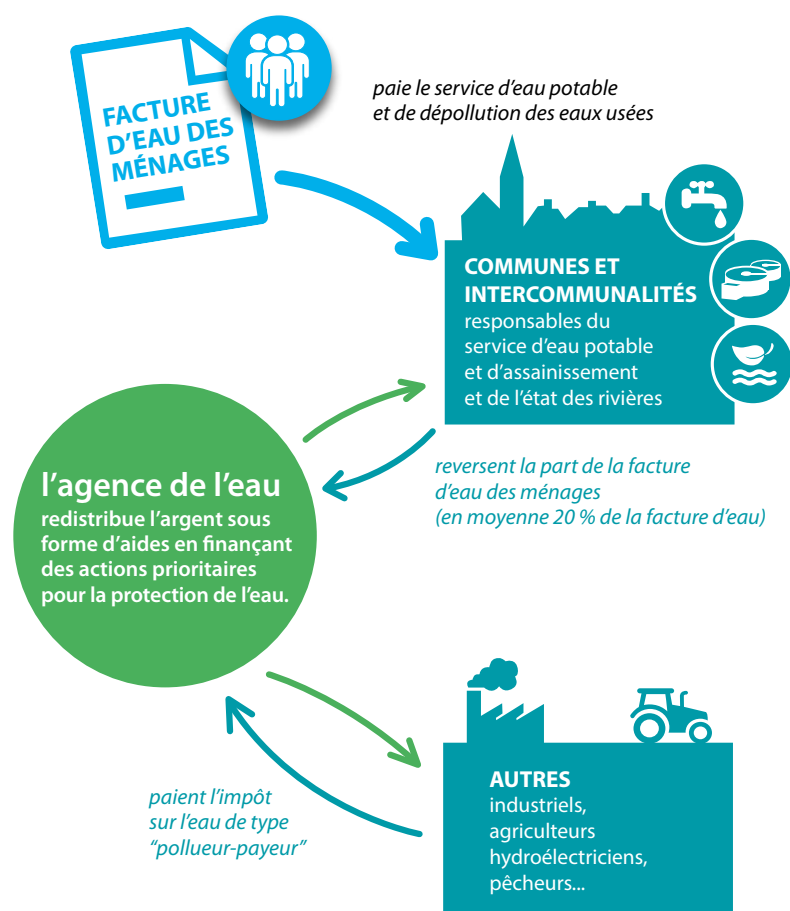 FACTURE
D'EAU DES
MÉNAGES
paie le service d'eau potable
et de dépollution des eaux usées
COMMUNES ET
INTERCOMMUNALITÉS
responsables du
service d'eau potable
et d'assainissement
et de l'état des rivières
l'agence de l'eau
redistribue l'argent sous
forme d'aides en finançant
des actions prioritaires
pour la protection de l'eau.
reversent la part de la facture
d'eau des ménages
(en moyenne 20 % de la facture d'eau)
paient l'impôt
sur l'eau de type
“pollueur-payeur”
AUTRES
industriels,
agriculteurs
hydroélectriciens,
pêcheurs...